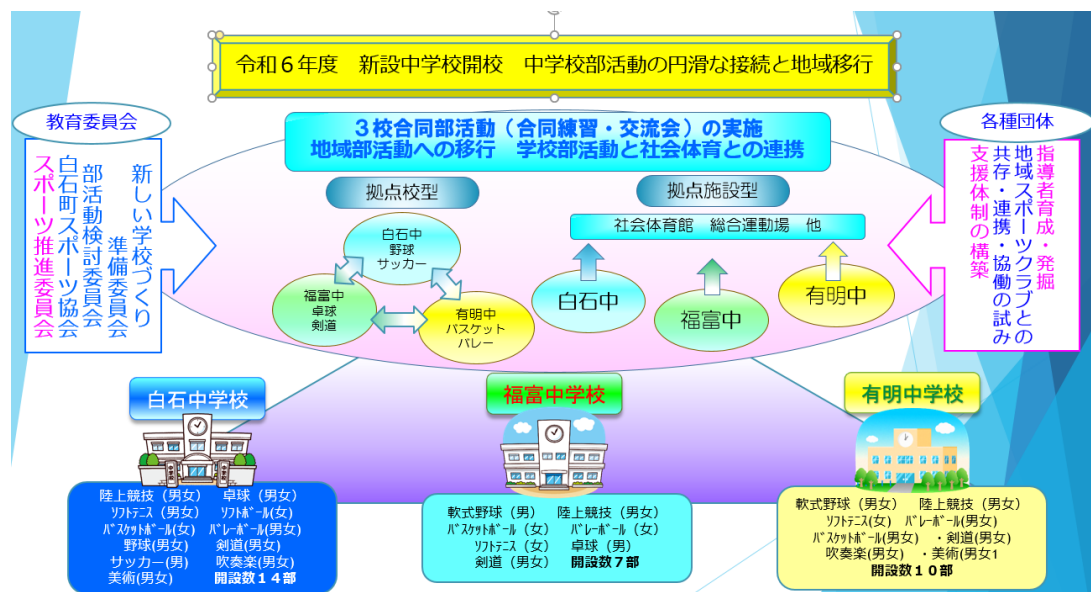 令和６年度　新設中学校開校　中学校部活動の円滑な接続と地域移行
教育委員会
新しい学校づくり
準備委員会
部活動検討委員会
白石町スポーツ協会
スポーツ推進委員会
３校合同部活動（合同練習・交流会）の実施
地域部活動への移行　学校部活動と社会体育との連携
拠点校型
白石中
野球
サッカー
福富中
卓球
剣道
有明中
バスケット
バレー
拠点施設型
社会体育館　総合運動場　他
白石中
福富中
有明中
各種団体
指導者育成・発掘
地域スポーツクラブとの
共存・連携・協働の試み
支援体制の構築
白石中学校
中学校
陸上競技（男女）　卓球（男女）
ｿﾌﾄﾃﾆｽ（男女）　ｿﾌﾄﾎﾞｰﾙ(男女）
ﾊﾞｽｹｯﾄﾎﾞｰﾙ(女）　ﾊﾞﾚｰﾎﾞｰﾙ(男女）
野球(男女）　剣道(男女）
サッカー(男）　吹奏楽(男女）
美術(男女）　開設数１４部
福富中学校
軟式野球（男）　陸上競技（男女）
ﾊﾞｽｹｯﾄﾎﾞｰﾙ（女）　ﾊﾞﾚｰﾎﾞｰﾙ（女）
ｿﾌﾄﾃﾆｽ（女）　卓球（男）
剣道（男女）　開設数７部
有明中学校
軟式野球（男女）　陸上競技（男女）
ｿﾌﾄﾃﾆｽ(女）　ﾊﾞﾚｰﾎﾞｰﾙ(男女）
ﾊﾞｽｹｯﾄﾎﾞｰﾙ(男女）　・剣道(男女）
吹奏楽(男女）　・美術(男女1
開設数１０部